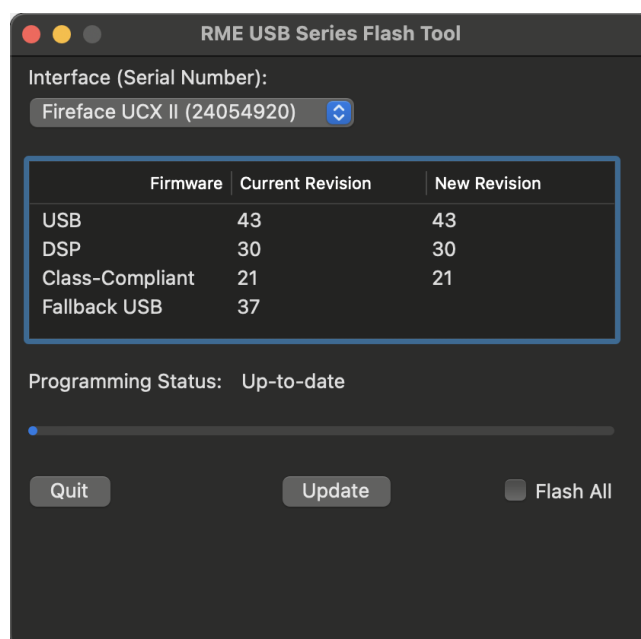 RME USB Series Flash Tool
Interface (Serial Number):
Fireface UCX II (24054920)
Firmware Current Revision New Revision
USB 43 43
DSP 30 30
Class-Compliant 21 21
Fallback USB 37
Programming Status: Up-to-date
Quit Update Flash All